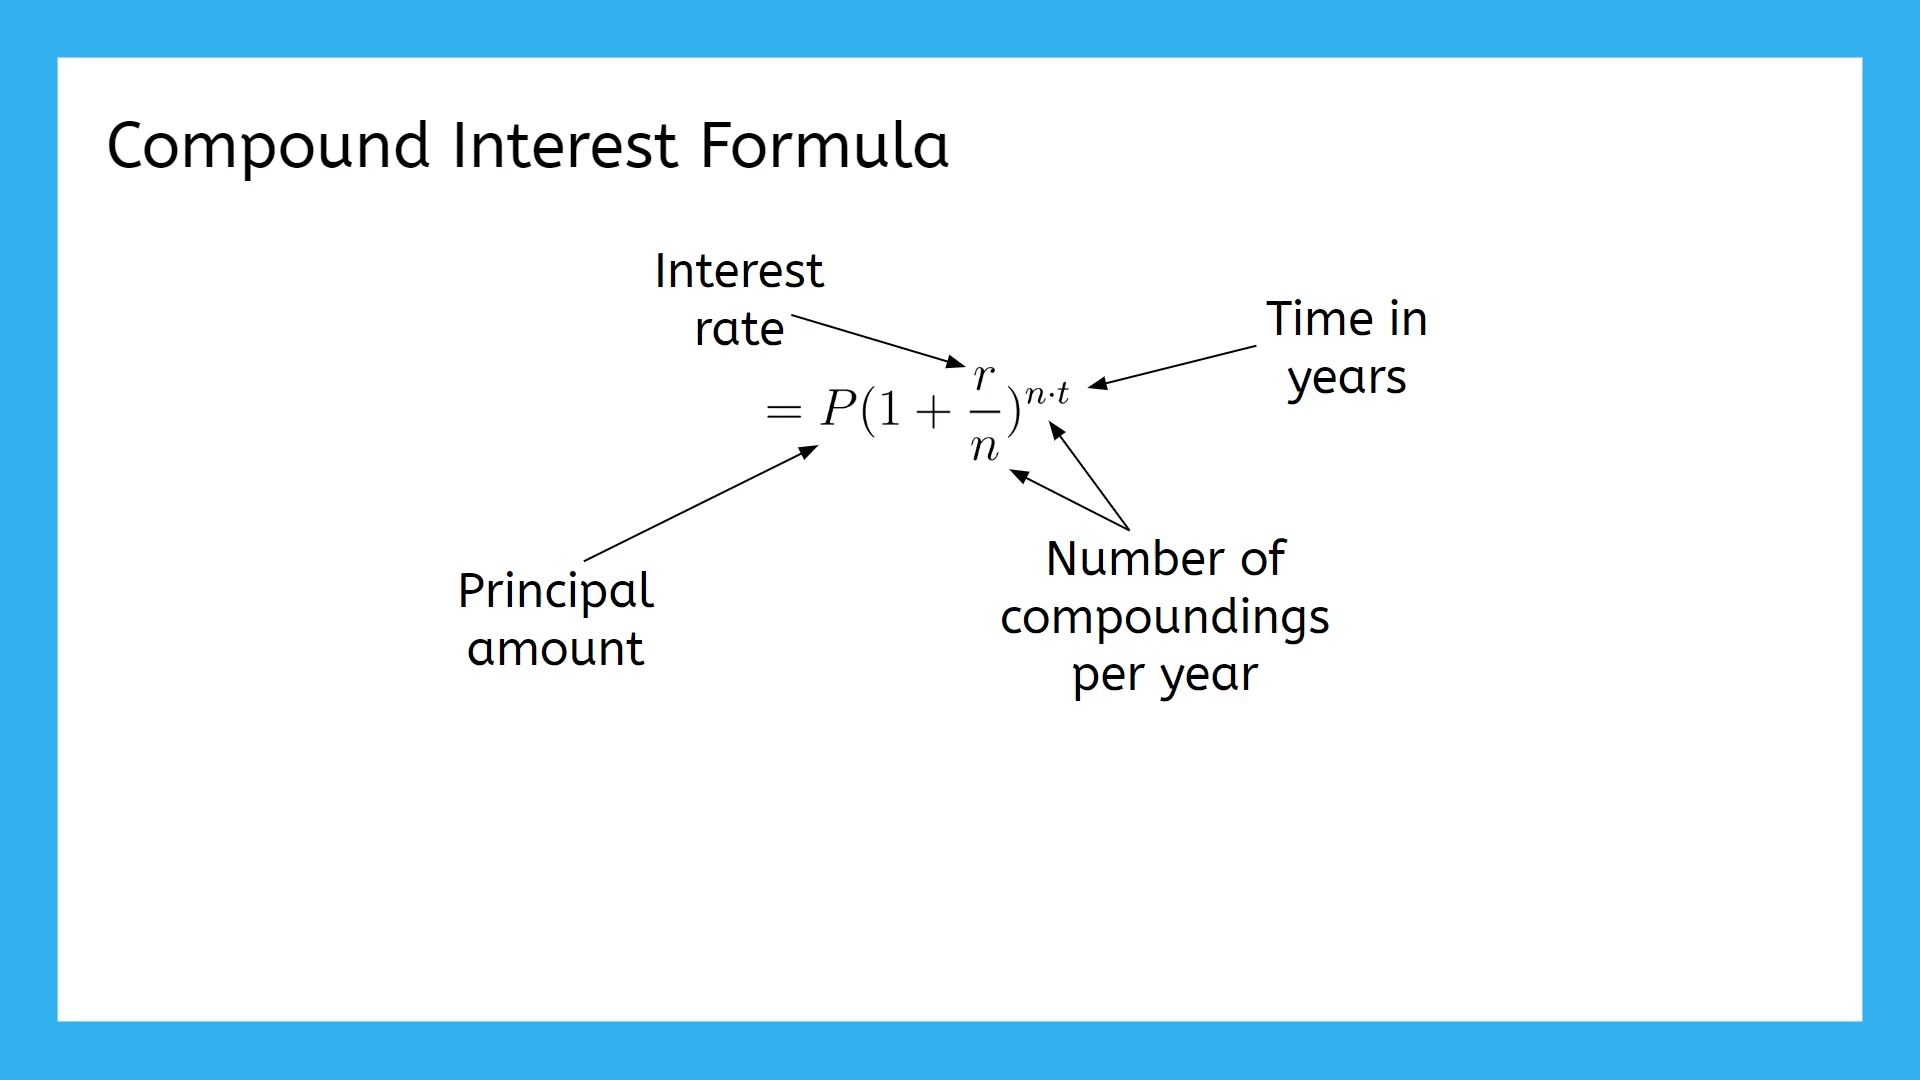 Compound Interest Formula
Interest
rate
Time in
years
= P(1 + r/n)^{n·t}
Principal
amount
Number of
compoundings
per year